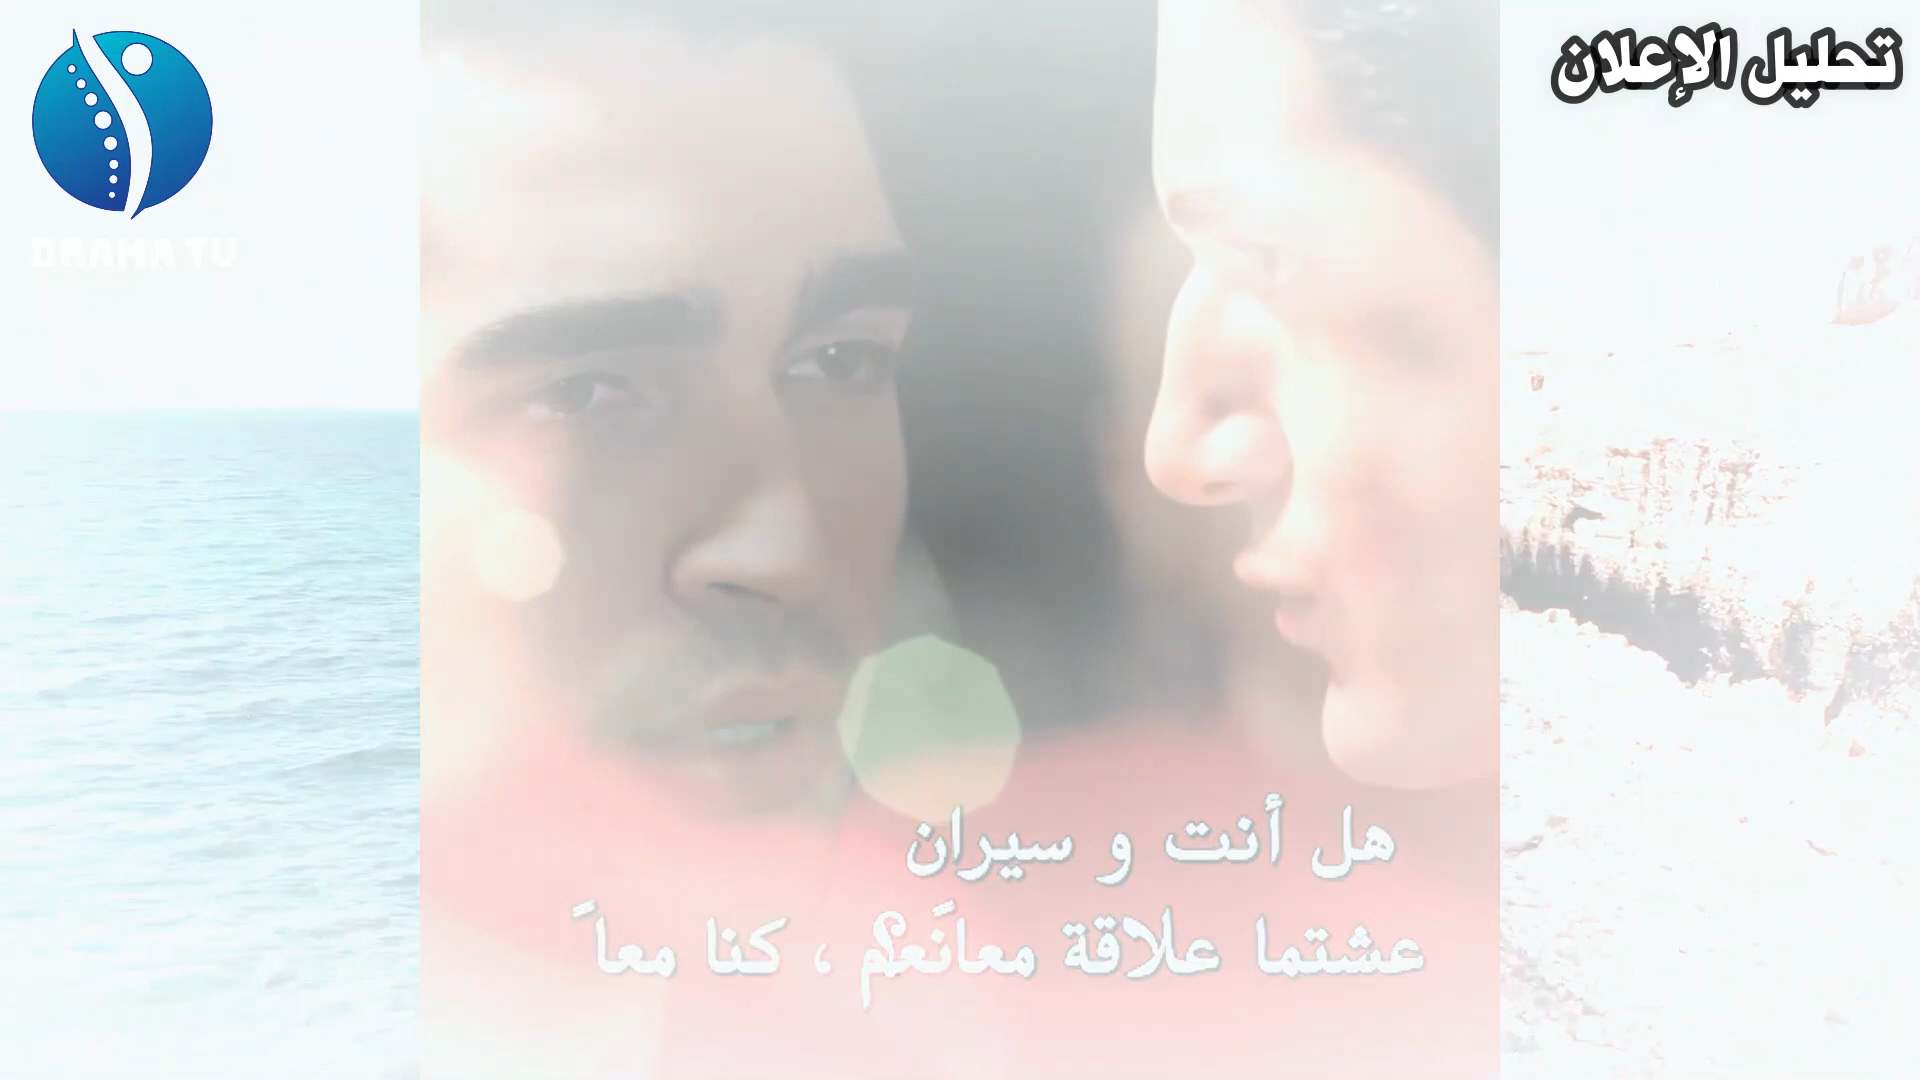 تحليل الإعلان
DRAMA TV
هل أنت و سيران
عشتما علاقة معاً؟
نعم ، كنا معاً